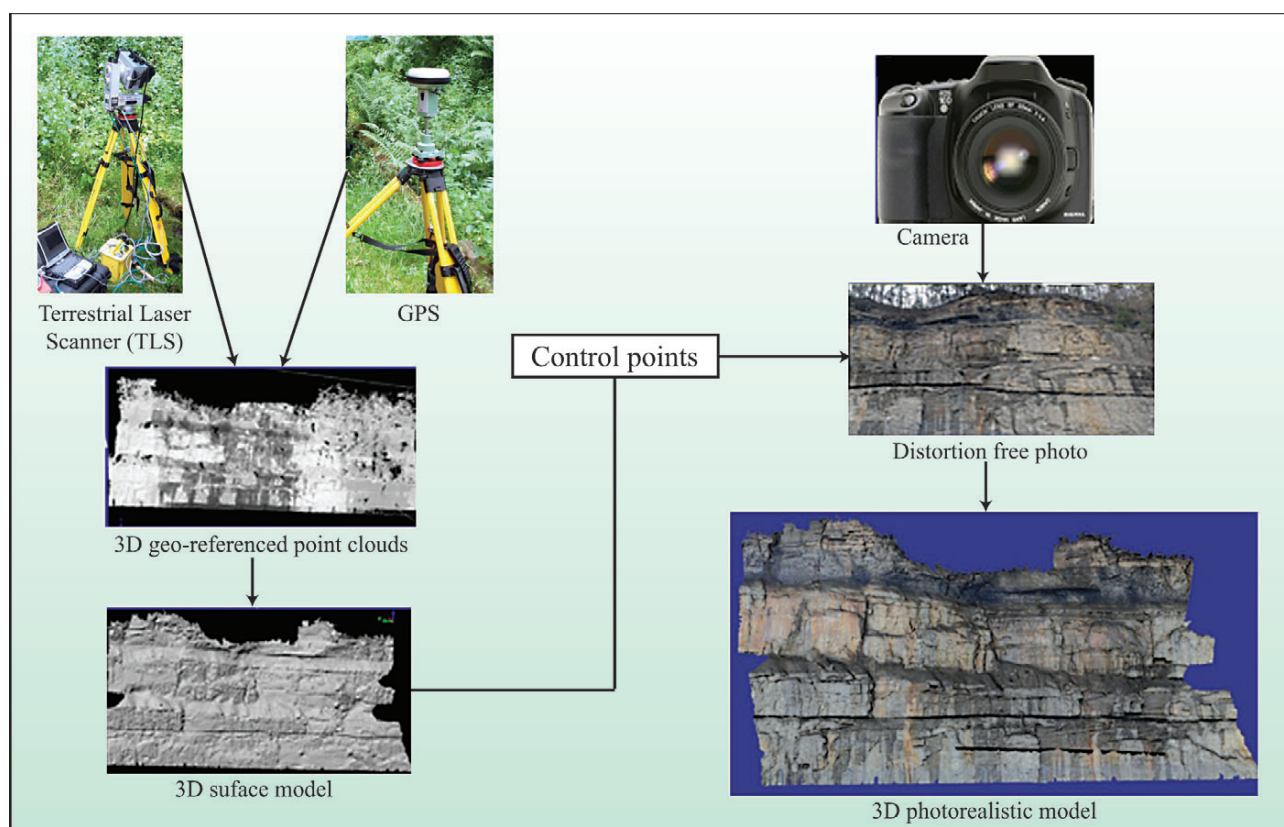 Terrestrial Laser
Scanner (TLS)
GPS
Camera
Control points
Distortion free photo
3D geo-referenced point clouds
3D suface model
3D photorealistic model